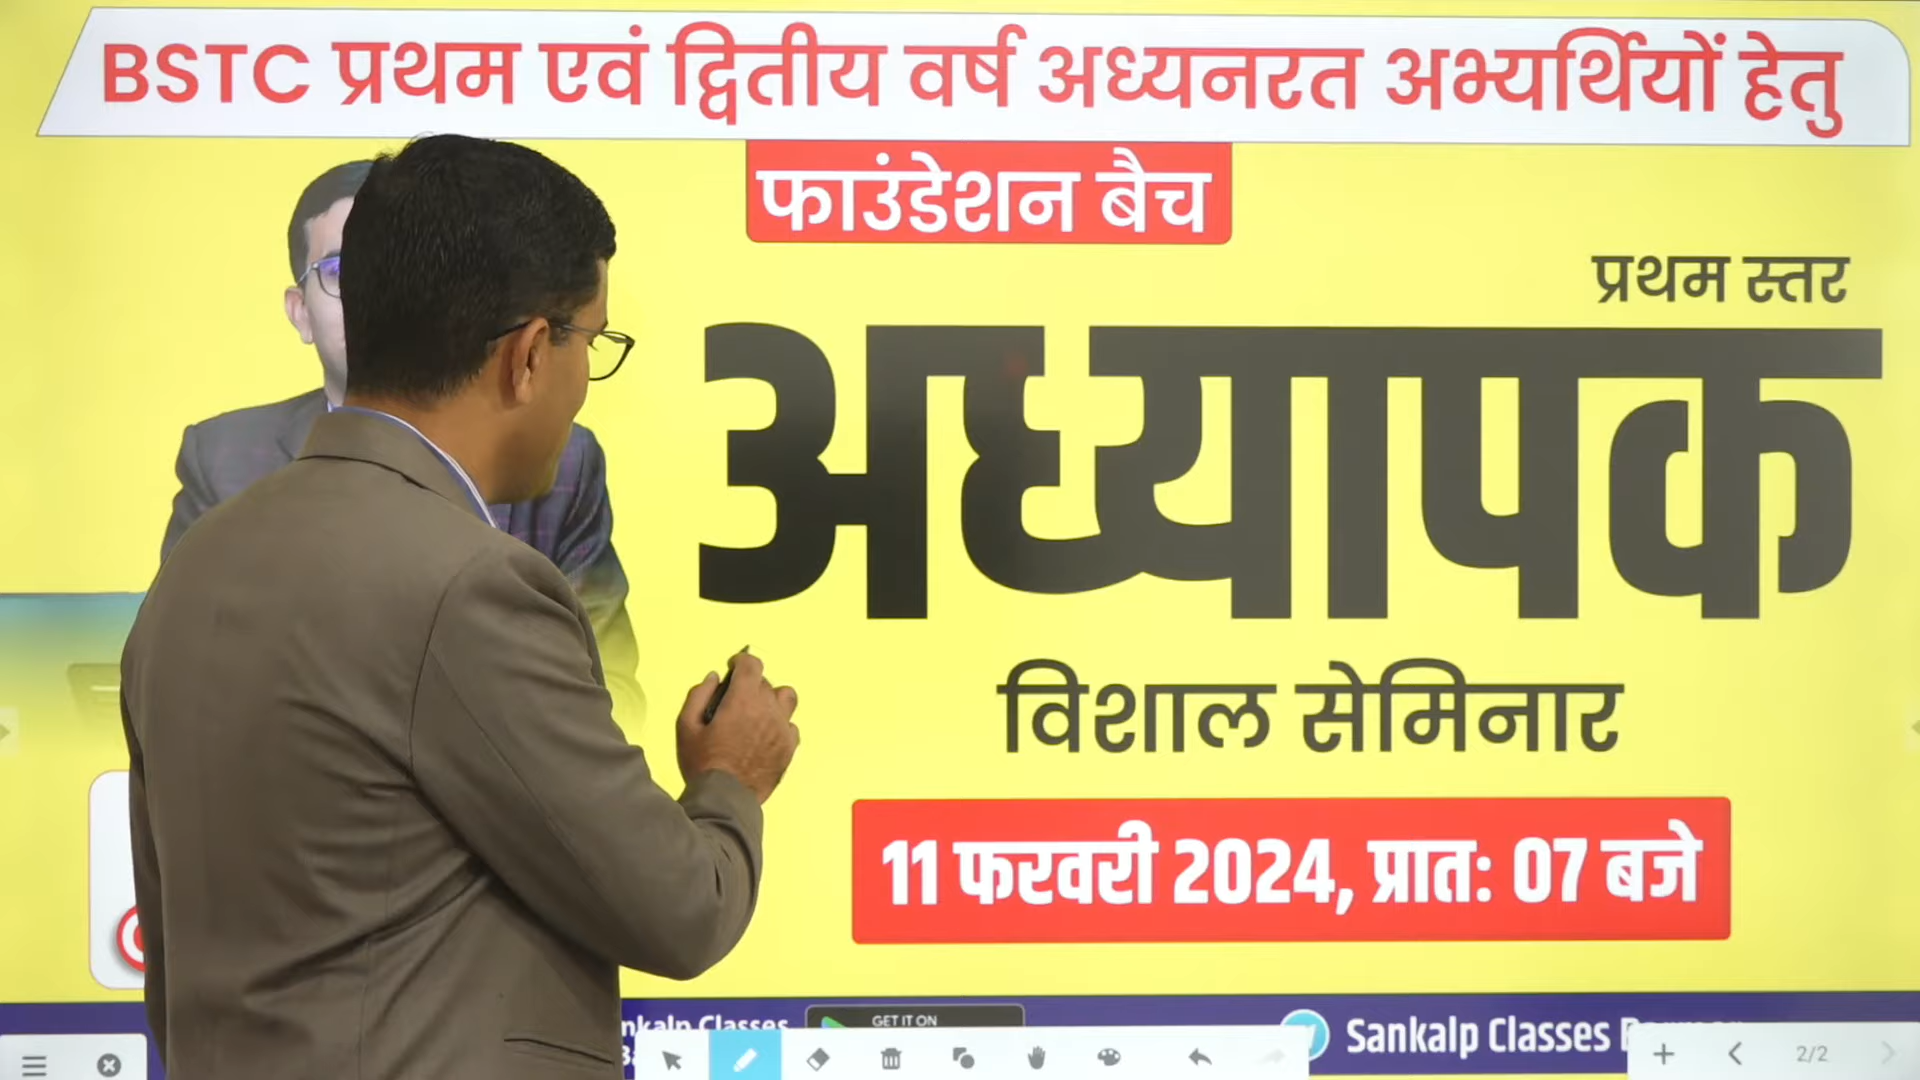 BSTC प्रथम एवं द्वितीय वर्ष अध्यनरत अभ्यर्थियों हेतु
फाउंडेशन बैच
प्रथम स्तर
अध्यापक
विशाल सेमिनार
11 फरवरी 2024, प्रात: 07 बजे
Classes
GET IT ON
Sankalp Classes
2/2